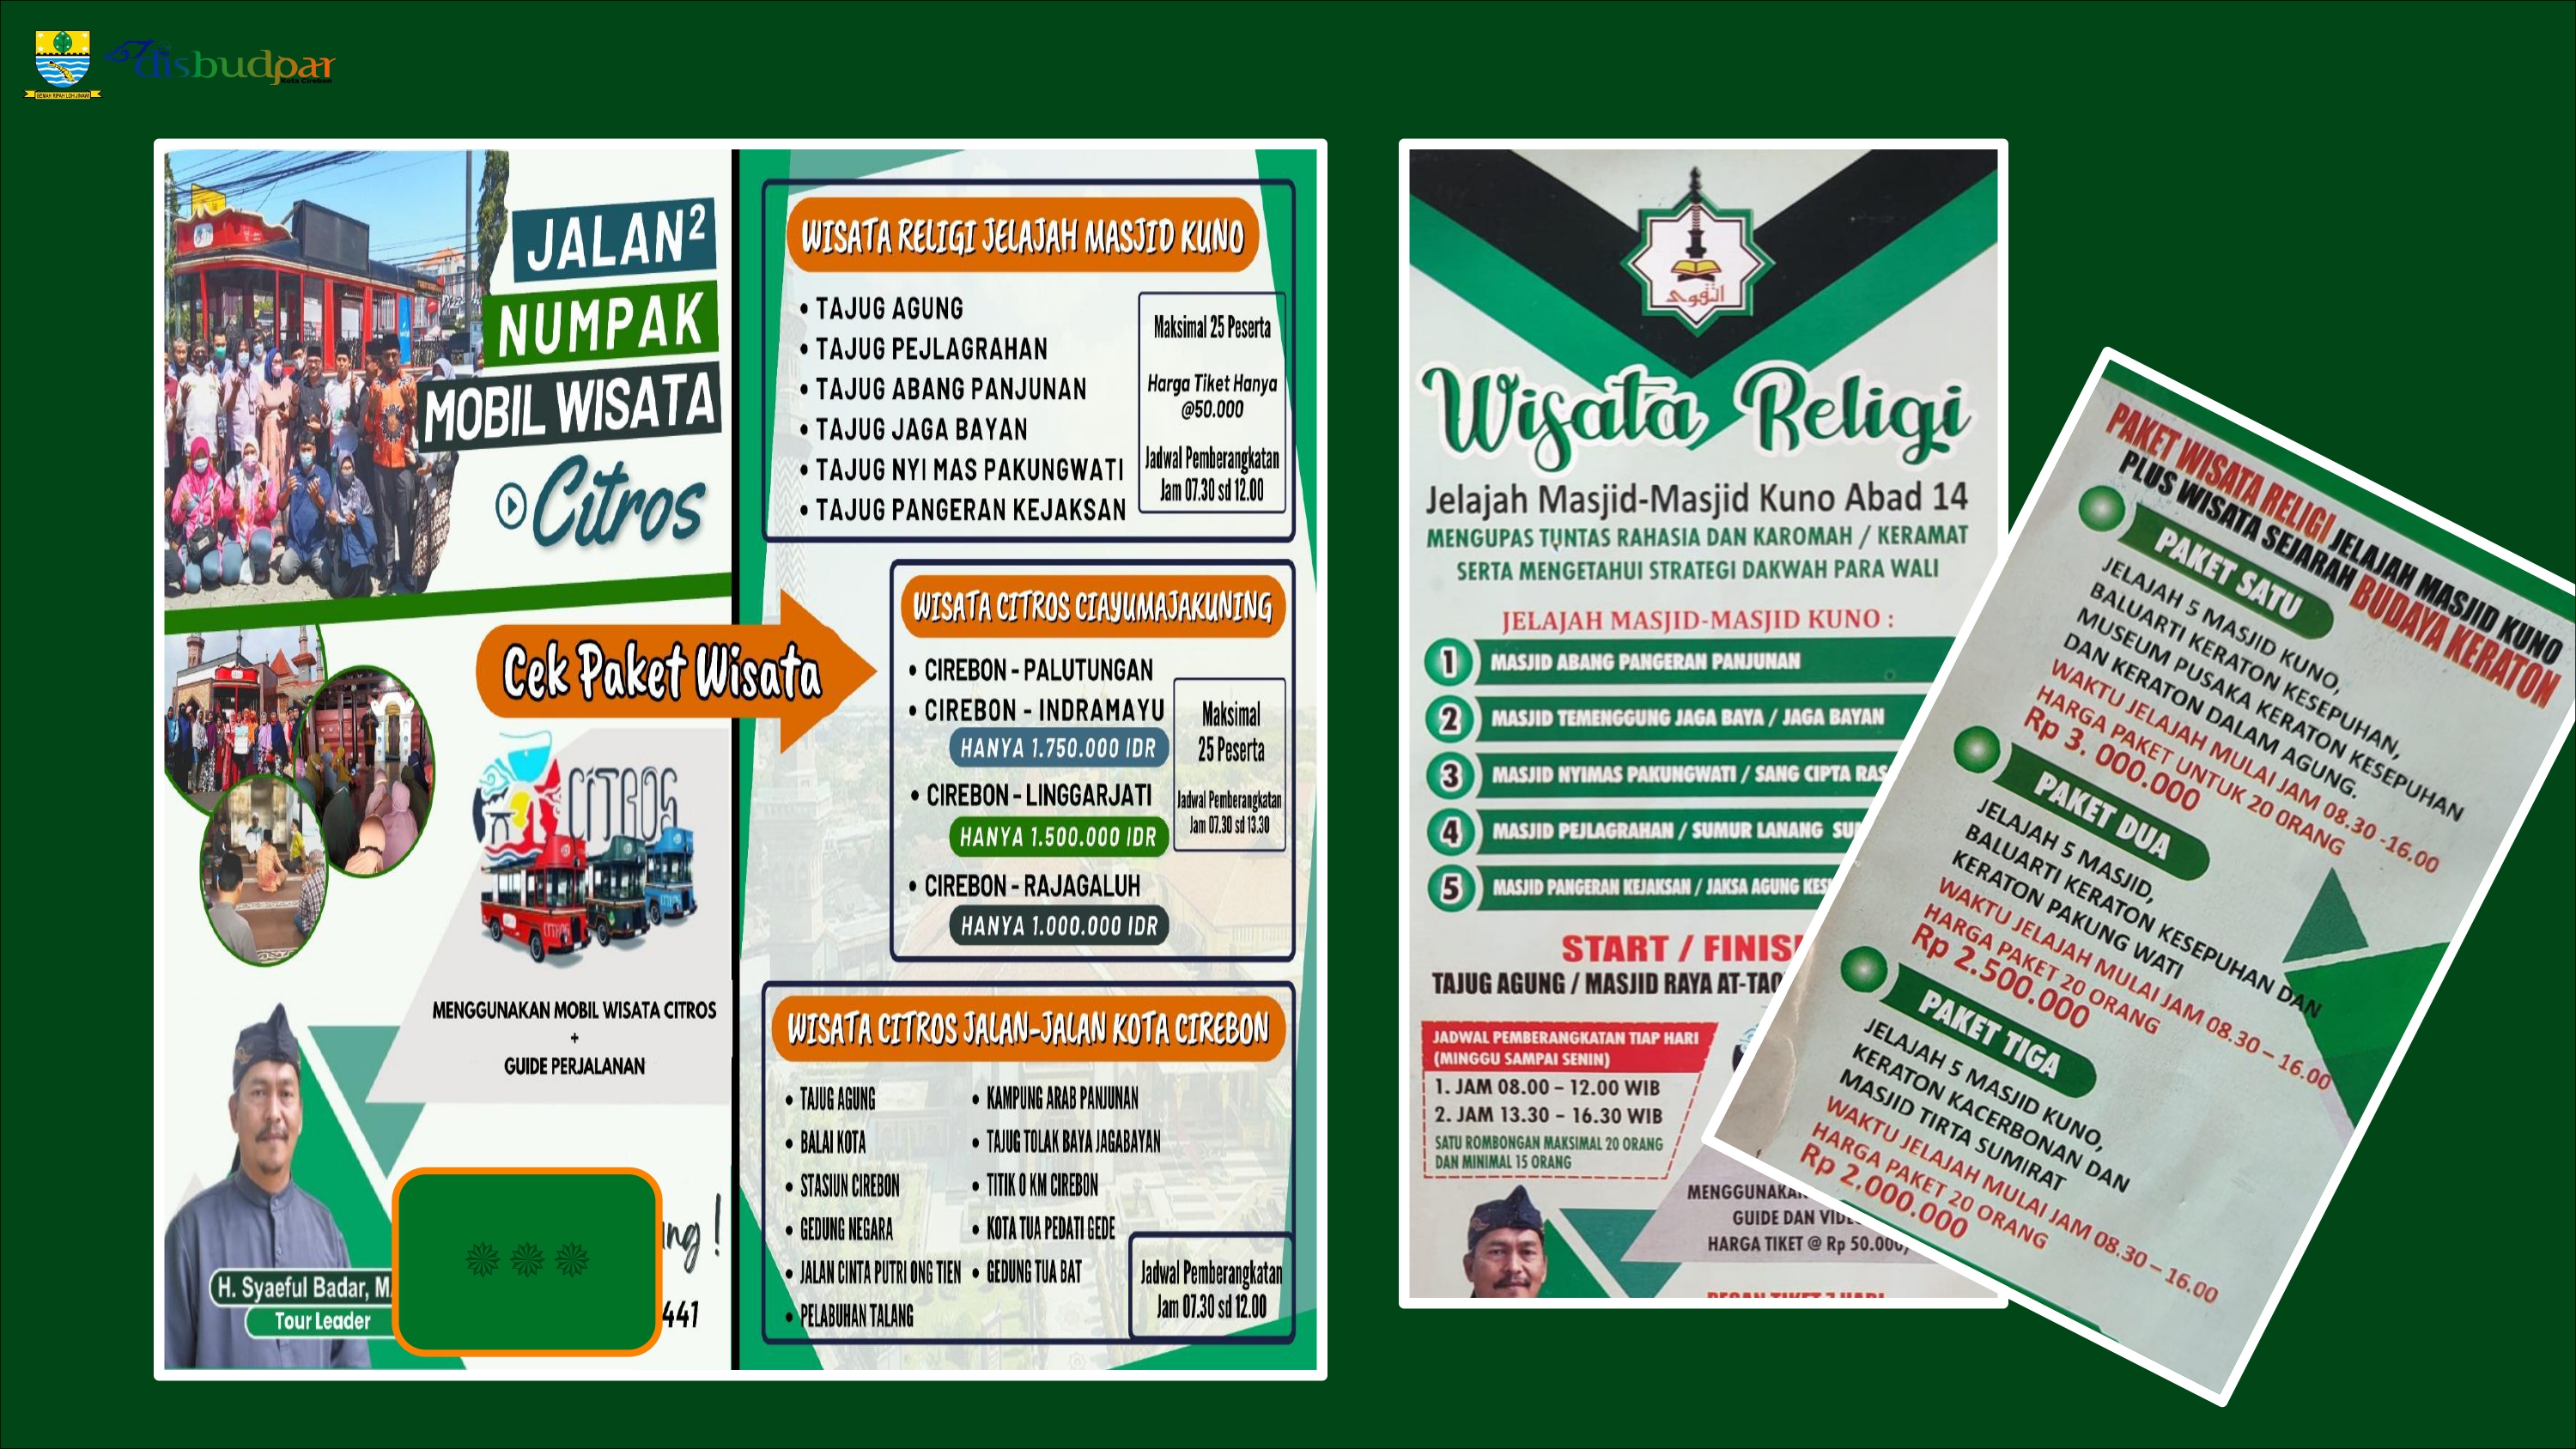 GEMAH RIPAH LOH JINAWI
disbudpar
Kota Cirebon
JALAN²
NUMPAK
MOBIL WISATA
Citros
Cek Paket Wisata
CITROS
MENGGUNAKAN MOBIL WISATA CITROS
+
GUIDE PERJALANAN
ng !
H. Syaeful Badar, M
Tour Leader
441
WISATA RELIGI JELAJAH MASJID KUNO
• TAJUG AGUNG
• TAJUG PEJLAGRAHAN
• TAJUG ABANG PANJUNAN
• TAJUG JAGA BAYAN
• TAJUG NYI MAS PAKUNGWATI
• TAJUG PANGERAN KEJAKSAN
Maksimal 25 Peserta
Harga Tiket Hanya
@50.000
Jadwal Pemberangkatan
Jam 07.30 sd 12.00
WISATA CITROS CIAYUMAJAKUNING
• CIREBON - PALUTUNGAN
• CIREBON - INDRAMAYU
HANYA 1.750.000 IDR
• CIREBON - LINGGARJATI
HANYA 1.500.000 IDR
• CIREBON - RAJAGALUH
HANYA 1.000.000 IDR
Maksimal
25 Peserta
Jadwal Pemberangkatan
Jam 07.30 sd 13.30
WISATA CITROS JALAN-JALAN KOTA CIREBON
• TAJUG AGUNG
• BALAI KOTA
• STASIUN CIREBON
• GEDUNG NEGARA
• JALAN CINTA PUTRI ONG TIEN
• PELABUHAN TALANG
• KAMPUNG ARAB PANJUNAN
• TAJUG TOLAK BAYA JAGABAYAN
• TITIK 0 KM CIREBON
• KOTA TUA PEDATI GEDE
• GEDUNG TUA BAT
Jadwal Pemberangkatan
Jam 07.30 sd 12.00
التقوى
Wisata Religi
Jelajah Masjid-Masjid Kuno Abad 14
MENGUPAS TUNTAS RAHASIA DAN KAROMAH / KERAMAT
SERTA MENGETAHUI STRATEGI DAKWAH PARA WALI
JELAJAH MASJID-MASJID KUNO :
1 MASJID ABANG PANGERAN PANJUNAN
2 MASJID TEMENGGUNG JAGA BAYA / JAGA BAYAN
3 MASJID NYIMAS PAKUNGWATI / SANG CIPTA RAS
4 MASJID PEJLAGRAHAN / SUMUR LANANG SU
5 MASJID PANGERAN KEJAKSAN / JAKSA AGUNG KES
START / FINIS
TAJUG AGUNG / MASJID RAYA AT-TAQ
JADWAL PEMBERANGKATAN TIAP HARI
(MINGGU SAMPAI SENIN)
1. JAM 08.00 – 12.00 WIB
2. JAM 13.30 – 16.30 WIB
SATU ROMBONGAN MAKSIMAL 20 ORANG
DAN MINIMAL 15 ORANG
MENGGUNAKAN
GUIDE DAN VIDE
HARGA TIKET @ Rp 50.000,
PESAN TIKET 7 HARI
PAKET WISATA RELIGI JELAJAH MASJID KUNO
PLUS WISATA SEJARAH BUDAYA KERATON
PAKET SATU
JELAJAH 5 MASJID KUNO,
BALUARTI KERATON KESEPUHAN,
MUSEUM PUSAKA KERATON KESEPUHAN
DAN KERATON DALAM AGUNG.
WAKTU JELAJAH MULAI JAM 08.30 -16.00
HARGA PAKET UNTUK 20 ORANG
Rp 3. 000.000
PAKET DUA
JELAJAH 5 MASJID,
BALUARTI KERATON KESEPUHAN DAN
KERATON PAKUNG WATI
WAKTU JELAJAH MULAI JAM 08.30 – 16.00
HARGA PAKET 20 ORANG
Rp 2.500.000
PAKET TIGA
JELAJAH 5 MASJID KUNO,
KERATON KACERBONAN DAN
MASJID TIRTA SUMIRAT
WAKTU JELAJAH MULAI JAM 08.30 – 16.00
HARGA PAKET 20 ORANG
Rp 2.000.000